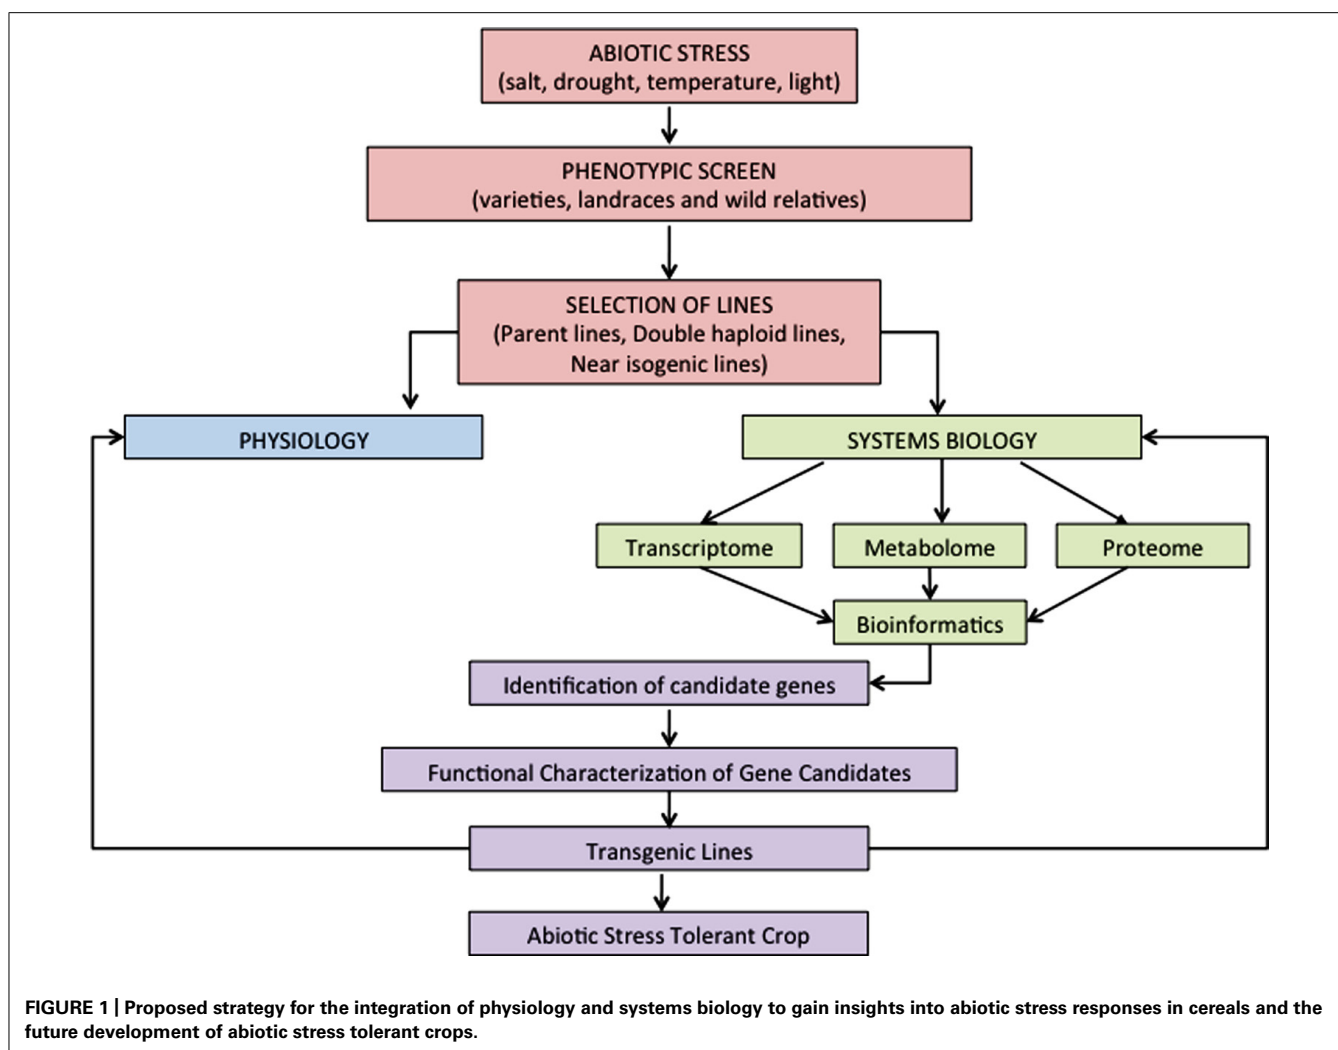 ABIOTIC STRESS
(salt, drought, temperature, light)
PHENOTYPIC SCREEN
(varieties, landraces and wild relatives)
SELECTION OF LINES
(Parent lines, Double haploid lines,
Near isogenic lines)
PHYSIOLOGY
SYSTEMS BIOLOGY
Transcriptome
Metabolome
Proteome
Bioinformatics
Identification of candidate genes
Functional Characterization of Gene Candidates
Transgenic Lines
Abiotic Stress Tolerant Crop
FIGURE 1 | Proposed strategy for the integration of physiology and systems biology to gain insights into abiotic stress responses in cereals and the
future development of abiotic stress tolerant crops.